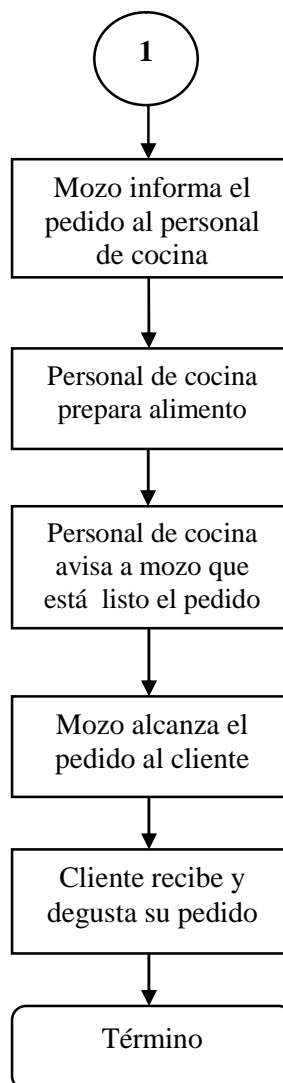 1
Mozo informa el
pedido al personal
de cocina
Personal de cocina
prepara alimento
Personal de cocina
avisa a mozo que
está  listo el pedido
Mozo alcanza el
pedido al cliente
Cliente recibe y
degusta su pedido
Término